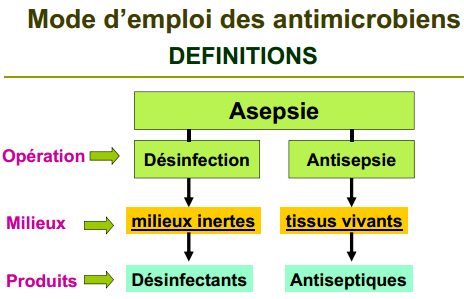 Mode d’emploi des antimicrobiens
DEFINITIONS
Asepsie
Opération
Désinfection
Antisepsie
Milieux
milieux inertes
tissus vivants
Produits
Désinfectants
Antiseptiques